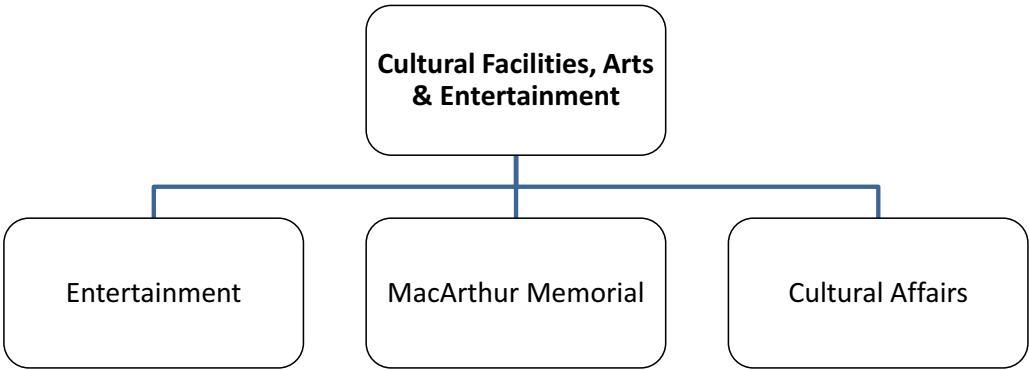 Cultural Facilities, Arts
& Entertainment
Entertainment
MacArthur Memorial
Cultural Affairs